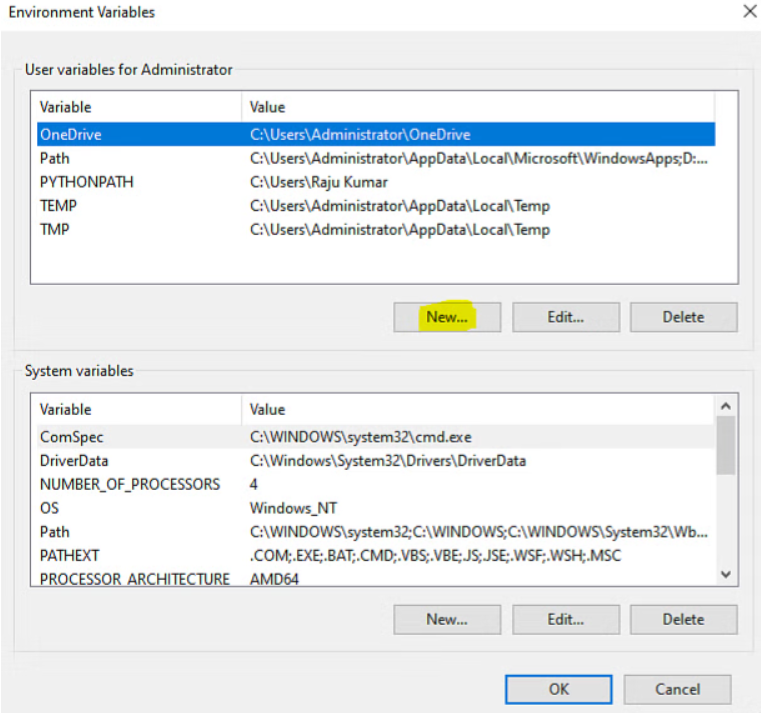 Environment Variables
User variables for Administrator
Variable Value
OneDrive C:\Users\Administrator\OneDrive
Path C:\Users\Administrator\AppData\Local\Microsoft\WindowsApps;D:...
PYTHONPATH C:\Users\Raju Kumar
TEMP C:\Users\Administrator\AppData\Local\Temp
TMP C:\Users\Administrator\AppData\Local\Temp
New... Edit... Delete
System variables
Variable Value
ComSpec C:\WINDOWS\system32\cmd.exe
DriverData C:\Windows\System32\Drivers\DriverData
NUMBER_OF_PROCESSORS 4
OS Windows_NT
Path C:\WINDOWS\system32;C:\WINDOWS;C:\WINDOWS\System32\Wb...
PATHEXT .COM;.EXE;.BAT;.CMD;.VBS;.VBE;.JS;.JSE;.WSF;.WSH;.MSC
PROCESSOR_ARCHITECTURE AMD64
New... Edit... Delete
OK Cancel